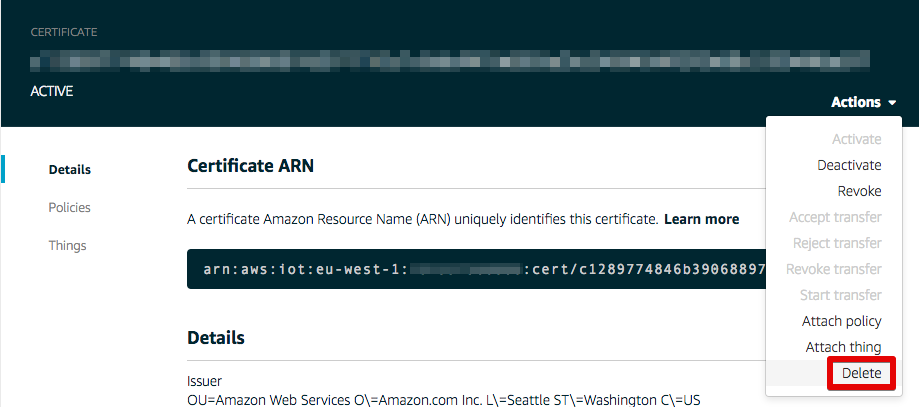 CERTIFICATE
ACTIVE
Actions
Activate
Deactivate
Revoke
Accept transfer
Reject transfer
Revoke transfer
Start transfer
Attach policy
Attach thing
Delete
Details
Policies
Things
Certificate ARN
A certificate Amazon Resource Name (ARN) uniquely identifies this certificate. Learn more
arn:aws:iot:eu-west-1: :cert/c1289774846b39068897
Details
Issuer
OU=Amazon Web Services O\=Amazon.com Inc. L\=Seattle ST\=Washington C\=US